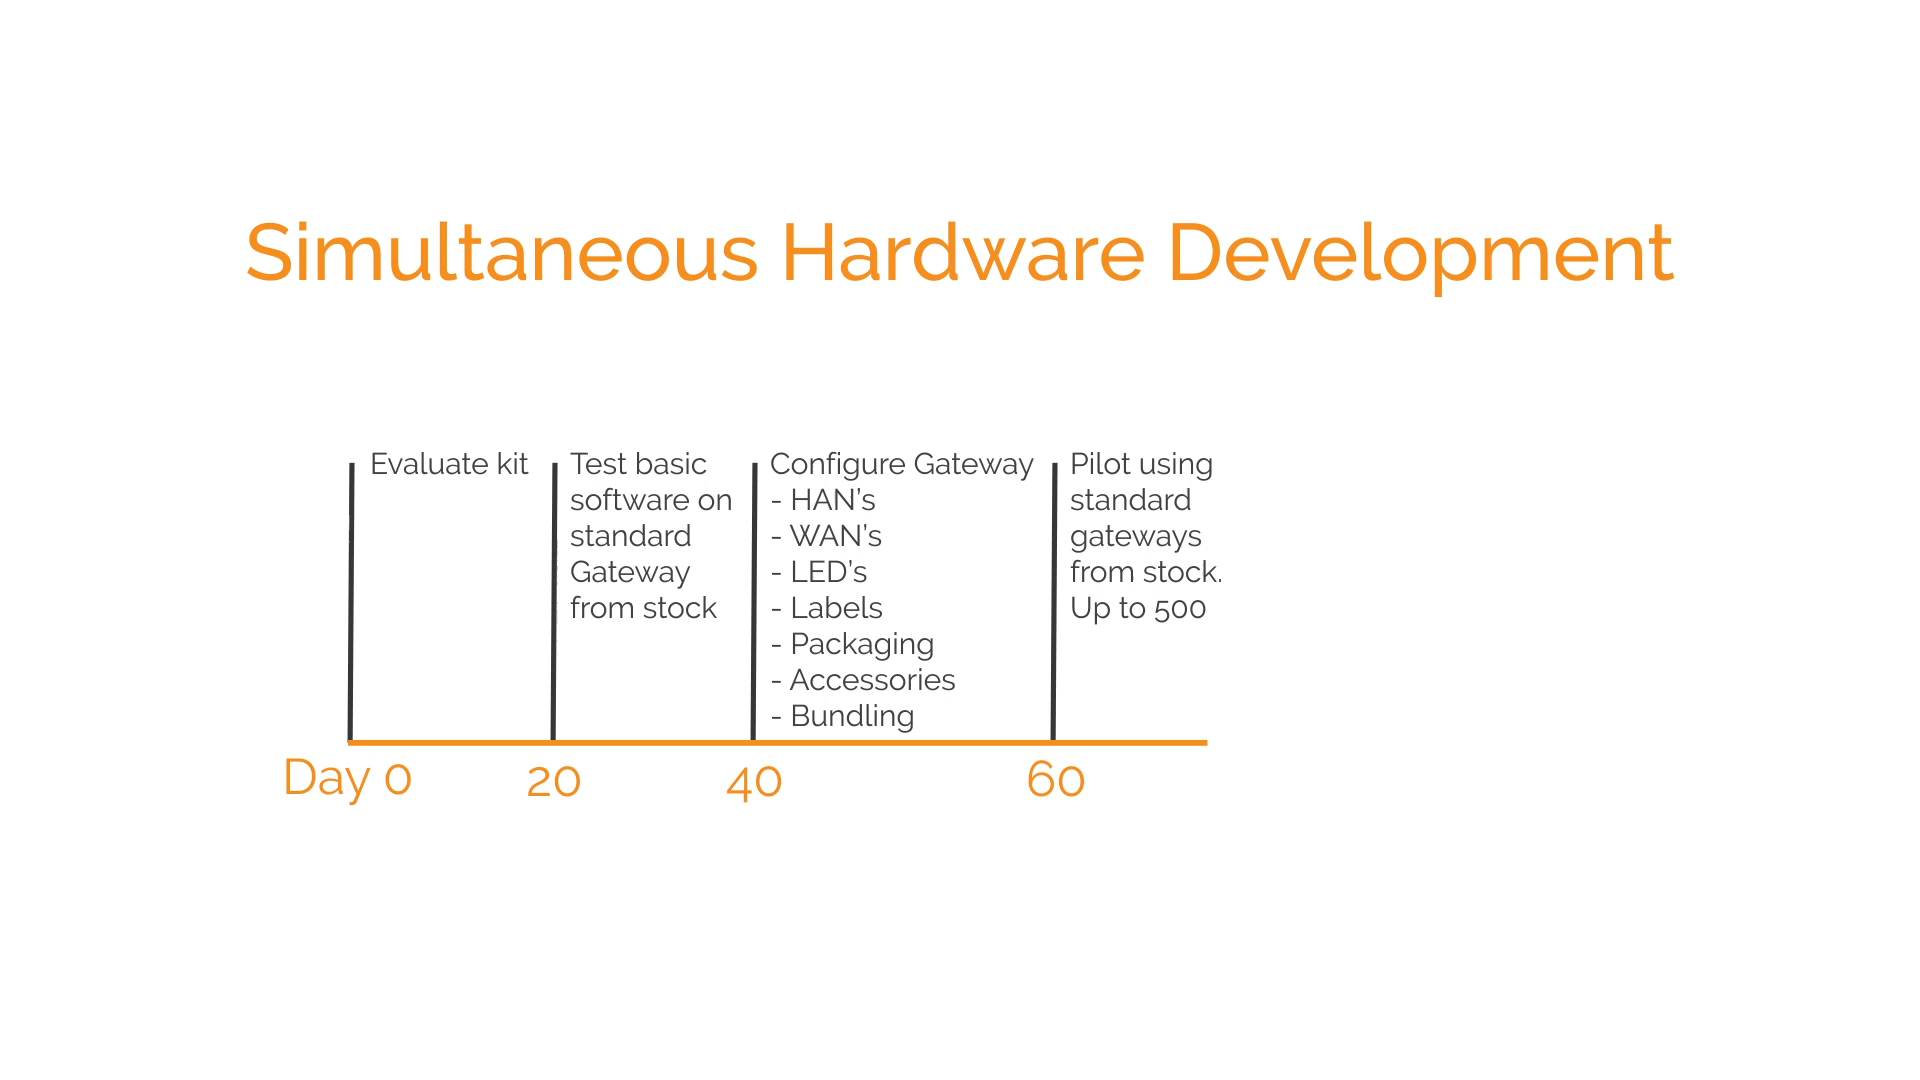 Simultaneous Hardware Development
Evaluate kit
Test basic
software on
standard
Gateway
from stock
Configure Gateway
- HAN's
- WAN's
- LED's
- Labels
- Packaging
- Accessories
- Bundling
Pilot using
standard
gateways
from stock.
Up to 500
Day 0
20
40
60